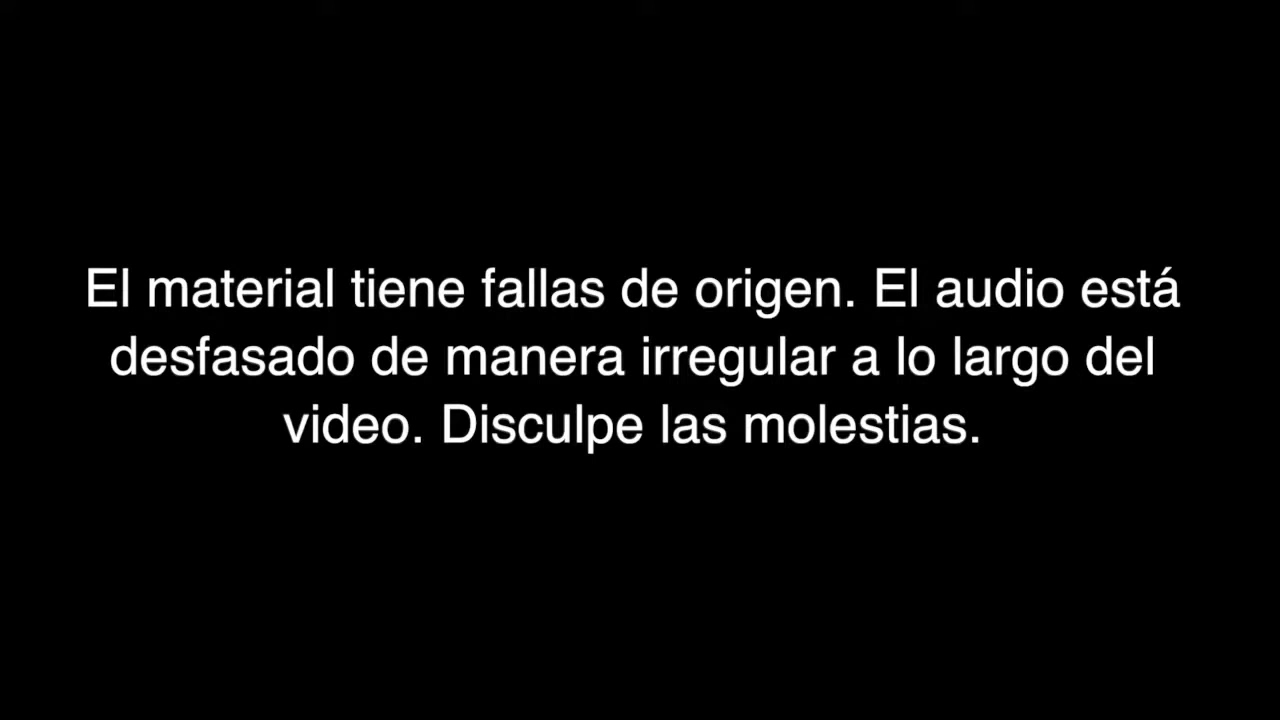 El material tiene fallas de origen. El audio está
desfasado de manera irregular a lo largo del
video. Disculpe las molestias.